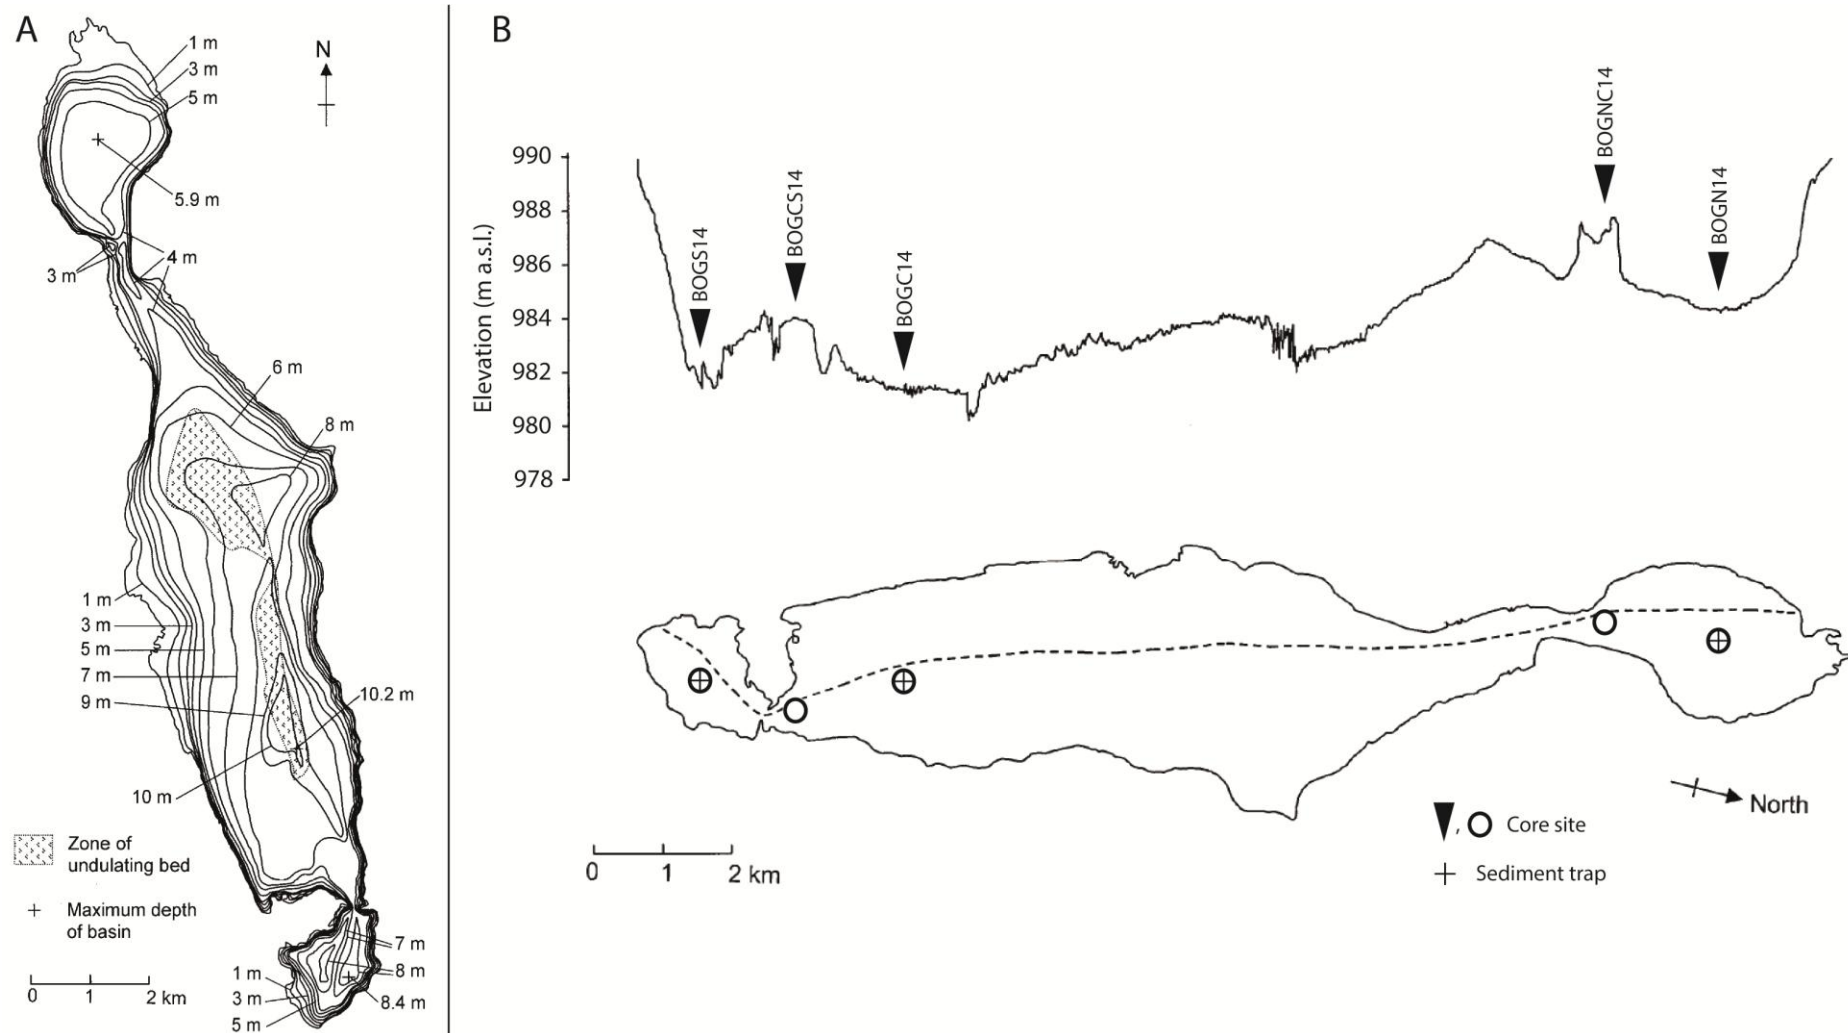 A
1 m
3 m
5 m
N
5.9 m
3 m
4 m
6 m
8 m
1 m
3 m
5 m
7 m
9 m
10.2 m
10 m
Zone of
undulating bed
Maximum depth
of basin
0 1 2 km
7 m
8 m
8.4 m
1 m
3 m
5 m
B
Elevation (m a.s.l.)
990
988
986
984
982
980
978
BOGS14
BOGCS14
BOGC14
BOGNC14
BOGN14
North
, Core site
Sediment trap
0 1 2 km